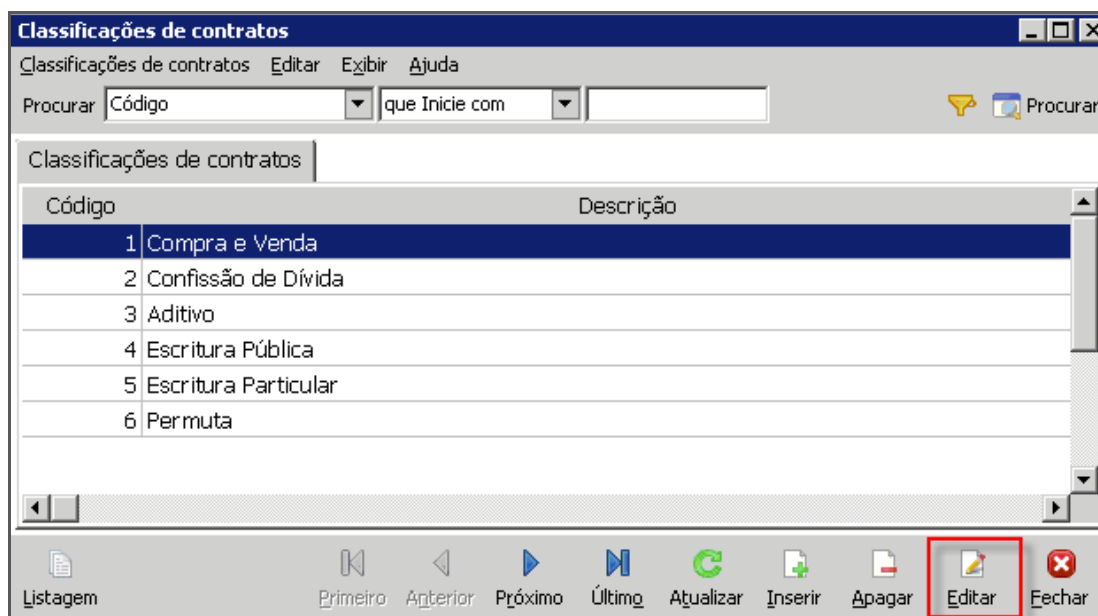 Classificações de contratos
Classificações de contratos Editar Exibir Ajuda
Procurar Código que Inicie com Procurar
Classificações de contratos
Código Descrição
1 Compra e Venda
2 Confissão de Dívida
3 Aditivo
4 Escritura Pública
5 Escritura Particular
6 Permuta
Listagem Primeiro Anterior Próximo Último Atualizar Inserir Apagar Editar Fechar